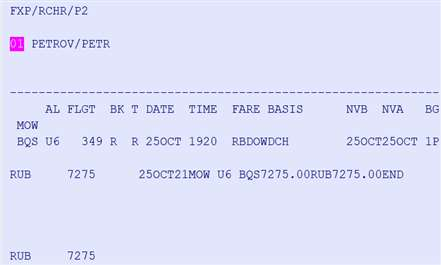 FXP/RCHR/P2
01 PETROV/PETR
------------------------------------------------------------
AL FLGT BK T DATE TIME FARE BASIS NVB NVA BG
MOW
BQS U6 349 R R 25OCT 1920 RBDOWDCH 25OCT25OCT 1P
RUB 7275 25OCT21MOW U6 BQS7275.00RUB7275.00END
RUB 7275